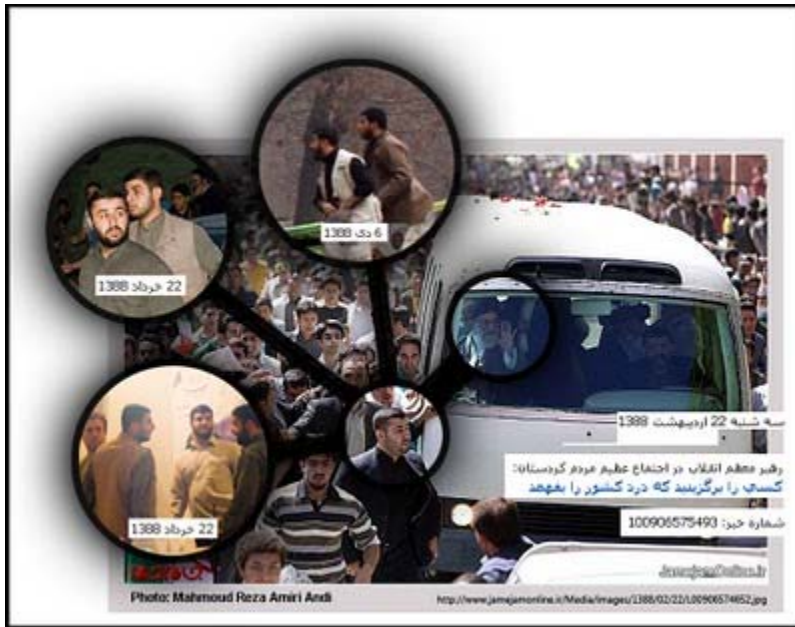 6 دی 1388
22 خرداد 1388
22 خرداد 1388
سه شنبه 22 اردیبهشت 1388
رهبر معظم انقلاب در اجتماع عظیم مردم کردستان:
کسی را برگزینید که درد کشور را بفهمد
شماره خبر: 100906575493
JamejamOnline.ir
Photo: Mahmoud Reza Amiri Andi
http://www.jamejamonline.ir/Media/images/1388/02/22/100906574652.jpg